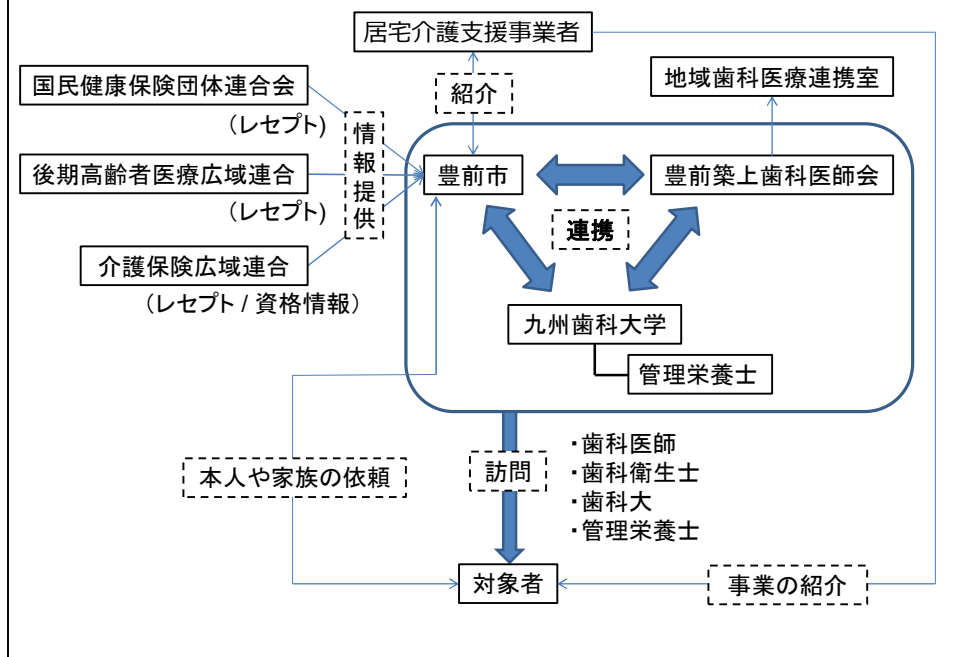 居宅介護支援事業者
国民健康保険団体連合会
(レセプト)
紹介
地域歯科医療連携室
情報提供
後期高齢者医療広域連合
(レセプト)
豊前市
豊前築上歯科医師会
連携
介護保険広域連合
(レセプト / 資格情報)
九州歯科大学
管理栄養士
本人や家族の依頼
訪問
・歯科医師
・歯科衛生士
・歯科大
・管理栄養士
対象者
事業の紹介